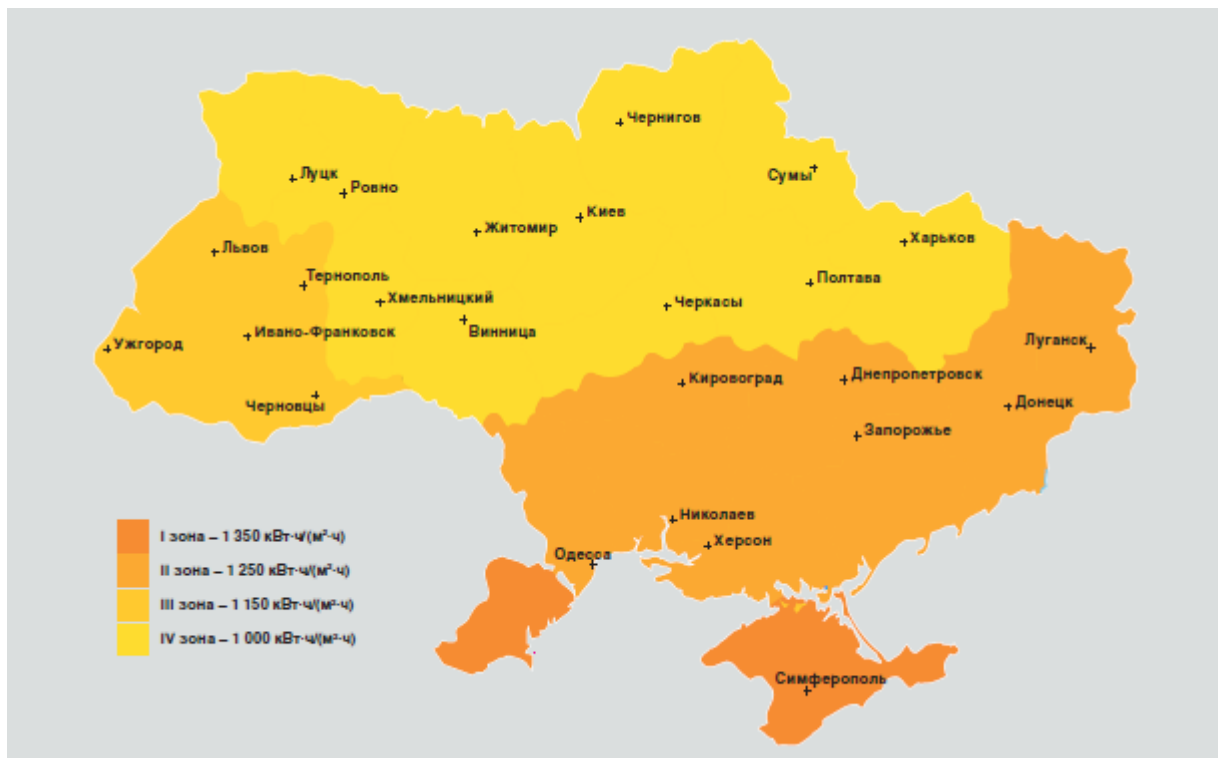 Чернигов
Луцк
Ровно
Сумы
Киев
Житомир
Харьков
Львов
Тернополь
Хмельницкий
Полтава
Черкасы
Ивано-Франковск
Винница
Ужгород
Луганск
Черновцы
Кировоград
Днепропетровск
Донецк
Запорожье
Николаев
Херсон
Одесса
I зона – 1 350 кВт·ч/(м²·ч)
II зона – 1 250 кВт·ч/(м²·ч)
III зона – 1 150 кВт·ч/(м²·ч)
IV зона – 1 000 кВт·ч/(м²·ч)
Симферополь